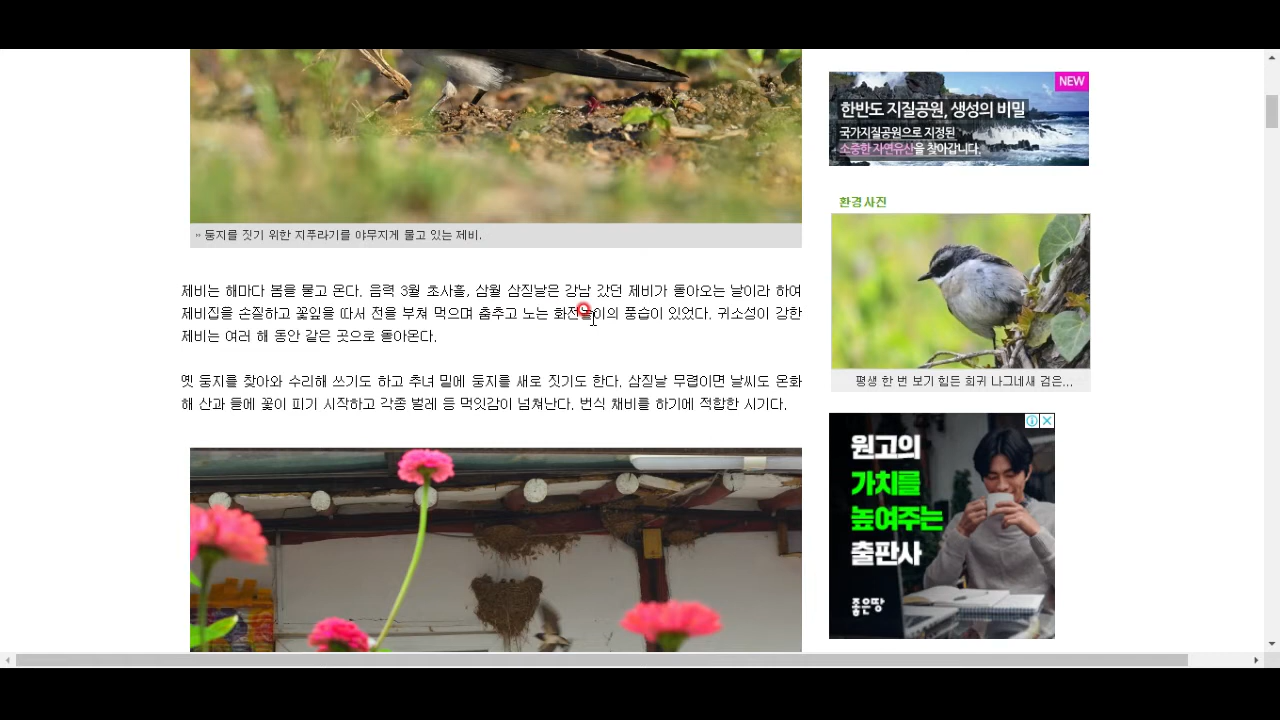 » 둥지를 짓기 위한 지푸라기를 야무지게 물고 있는 제비.
제비는 해마다 봄을 물고 온다. 음력 3월 초사흘, 삼월 삼짇날은 강남 갔던 제비가 돌아오는 날이라 하여
제비집을 손질하고 꽃잎을 따서 전을 부쳐 먹으며 춤추고 노는 화전놀이의 풍습이 있었다. 귀소성이 강한
제비는 여러 해 동안 같은 곳으로 돌아온다.
옛 둥지를 찾아와 수리해 쓰기도 하고 추녀 밑에 둥지를 새로 짓기도 한다. 삼짇날 무렵이면 날씨도 온화
해 산과 들에 꽃이 피기 시작하고 각종 벌레 등 먹잇감이 넘쳐난다. 번식 채비를 하기에 적합한 시기다.
NEW
한반도 지질공원, 생성의 비밀
국가지질공원으로 지정된
소중한 자연유산을 찾아갑니다.
환경사진
평생 한 번 보기 힘든 희귀 나그네새 검은...
원고의
가치를
높여주는
출판사
좋은땅